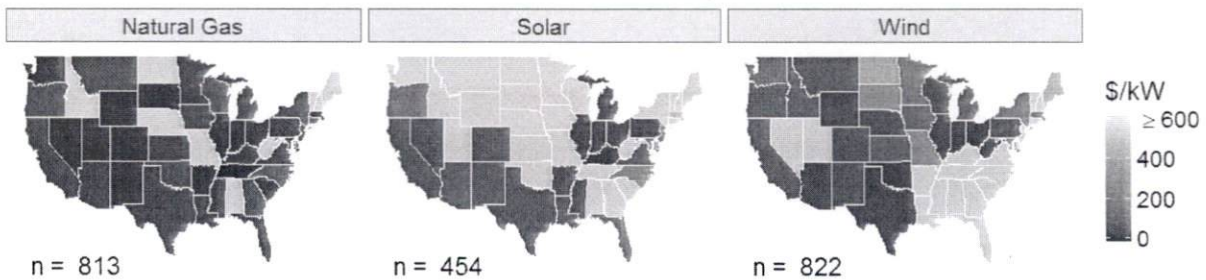 Natural Gas Solar Wind
$/kW
≥ 600
400
200
0
n = 813 n = 454 n = 822